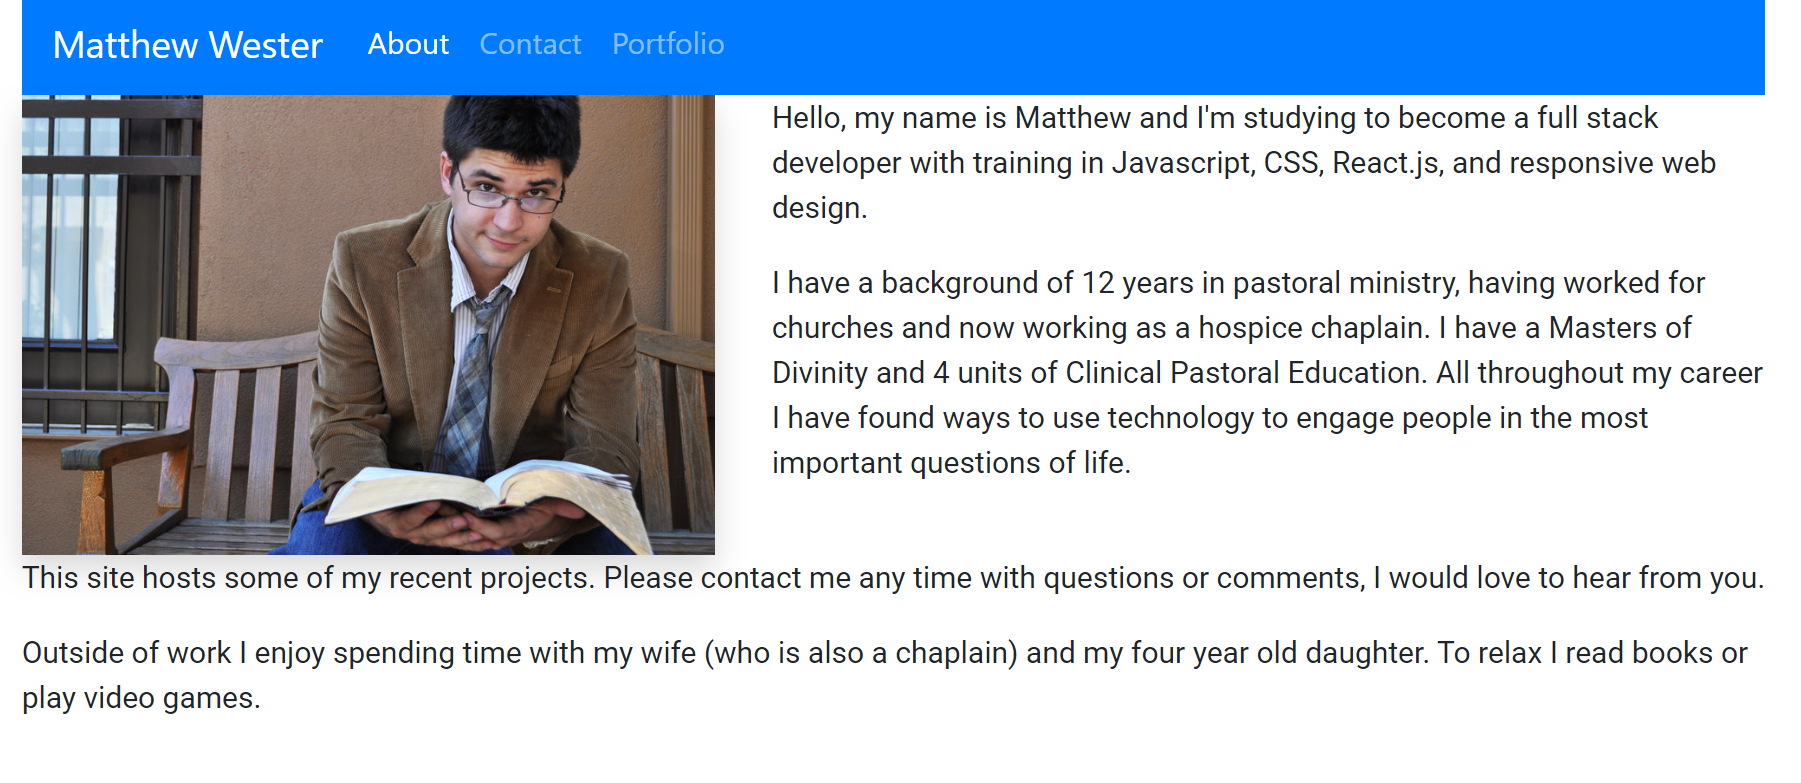 Matthew Wester About Contact Portfolio
Hello, my name is Matthew and I'm studying to become a full stack
developer with training in Javascript, CSS, React.js, and responsive web
design.
I have a background of 12 years in pastoral ministry, having worked for
churches and now working as a hospice chaplain. I have a Masters of
Divinity and 4 units of Clinical Pastoral Education. All throughout my career
I have found ways to use technology to engage people in the most
important questions of life.
This site hosts some of my recent projects. Please contact me any time with questions or comments, I would love to hear from you.
Outside of work I enjoy spending time with my wife (who is also a chaplain) and my four year old daughter. To relax I read books or
play video games.